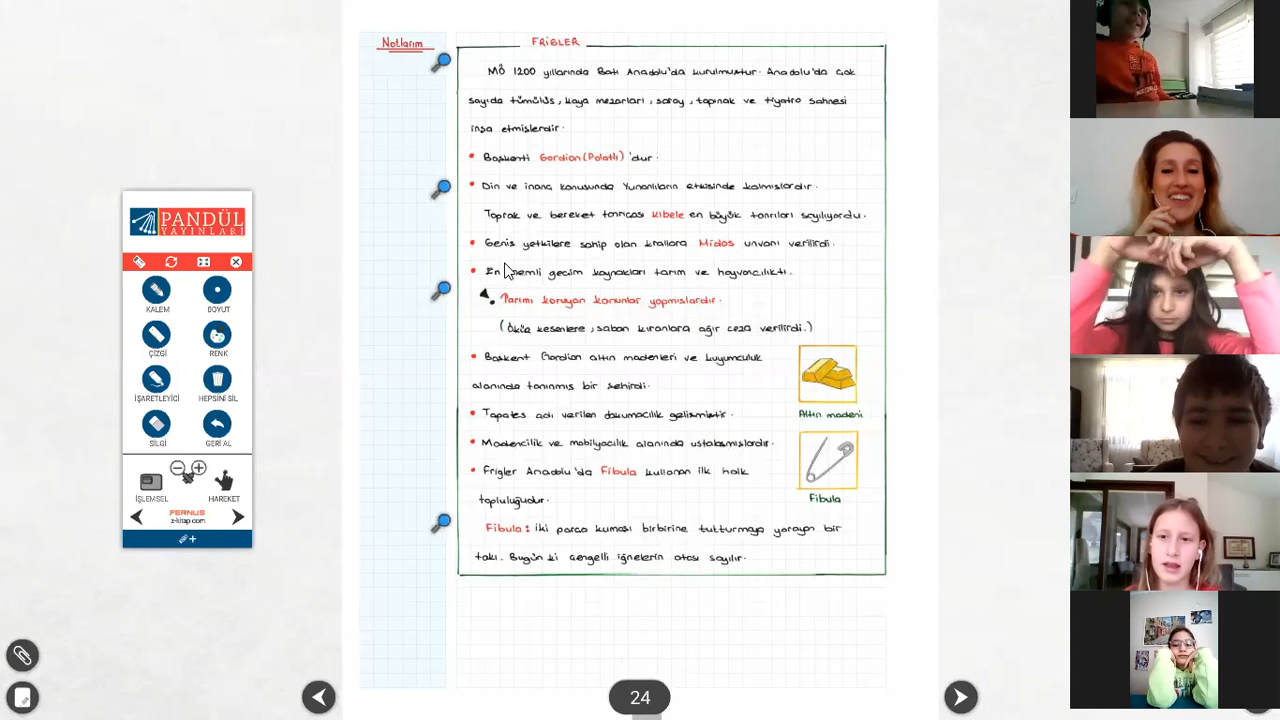 Notlarım
FRİGLER
MÖ 1200 yıllarında Batı Anadolu'da kurulmuştur. Anadolu'da çok
sayıda tümülüs, kaya mezarları, saray, tapınak ve tiyatro sahnesi
inşa etmişlerdir.
• Başkenti Gordion (Polatlı) 'dur.
• Din ve inanç konusunda Yunanlıların etkisinde kalmışlardır.
Toprak ve bereket tanrıçası Kibele en büyük tanrıları sayılıyordu.
• Geniş yetkilere sahip olan krallara Midas unvanı verilirdi.
• En önemli geçim kaynakları tarım ve hayvancılıktı.
Tarımı koruyan kanunlar yapmışlardır.
(Öküz kesenlere, saban kıranlara ağır ceza verilirdi.)
• Başkent Gordion altın madenleri ve kuyumculuk
alanında tanınmış bir şehirdi.
Altın madeni
• Tapates adı verilen dokumacılık gelişmiştir.
• Madencilik ve mobilyacılık alanında ustalaşmışlardır.
• Frigler Anadolu'da Fibula kullanan ilk halk
topluluğudur.
Fibula
Fibula: iki parça kumaşı birbirine tutturmaya yarayan bir
takı. Bugün ki çengelli iğnelerin atası sayılır.
PANDÜL
YAYINLARI
KALEM
BOYUT
ÇİZGİ
RENK
İŞARETLEYİCİ
HEPSİNİ SİL
SİLGİ
GERİ AL
İŞLEMSEL
HAREKET
FERNUS
z-kitap.com
24